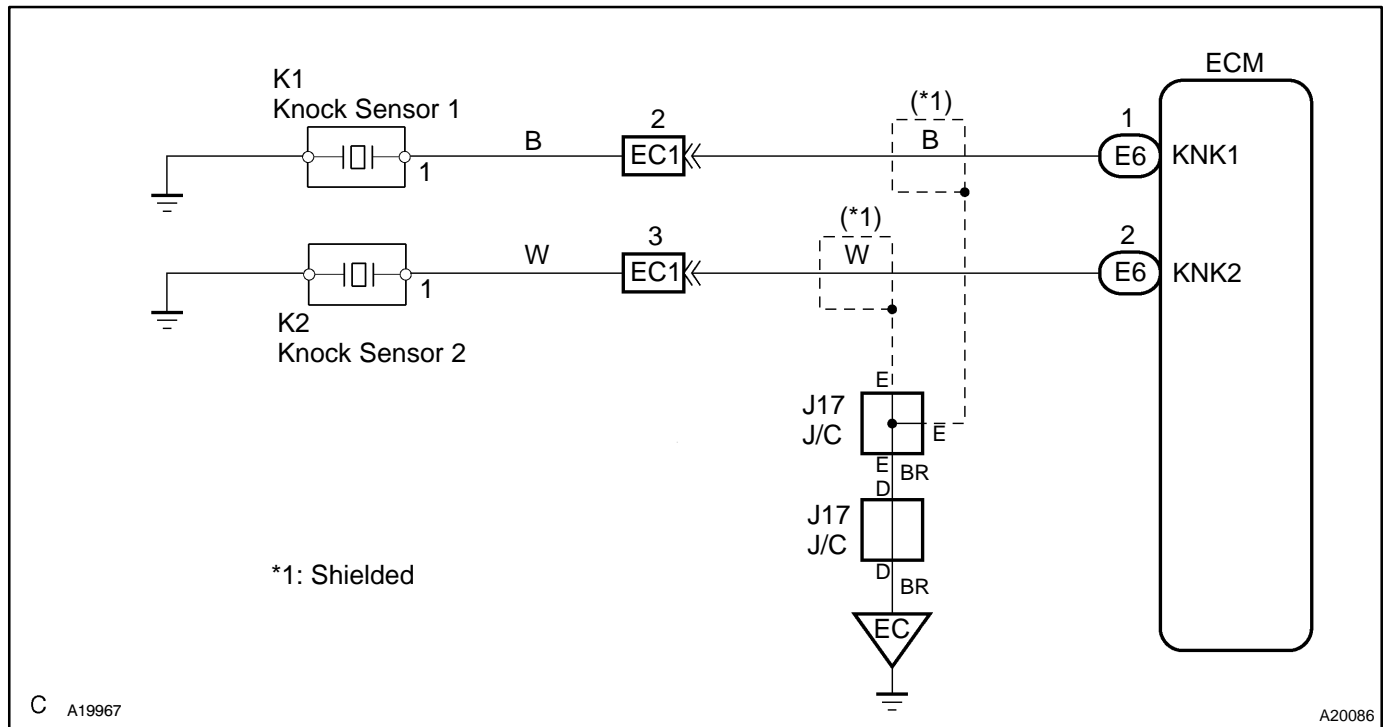 ECM
K1
Knock Sensor 1
1
B
2
EC1
(*1)
B
1
E6
KNK1
K2
Knock Sensor 2
1
W
3
EC1
(*1)
W
2
E6
KNK2
E
J17
J/C
E
E
BR
D
J17
J/C
D
BR
EC
*1: Shielded
C A19967
A20086